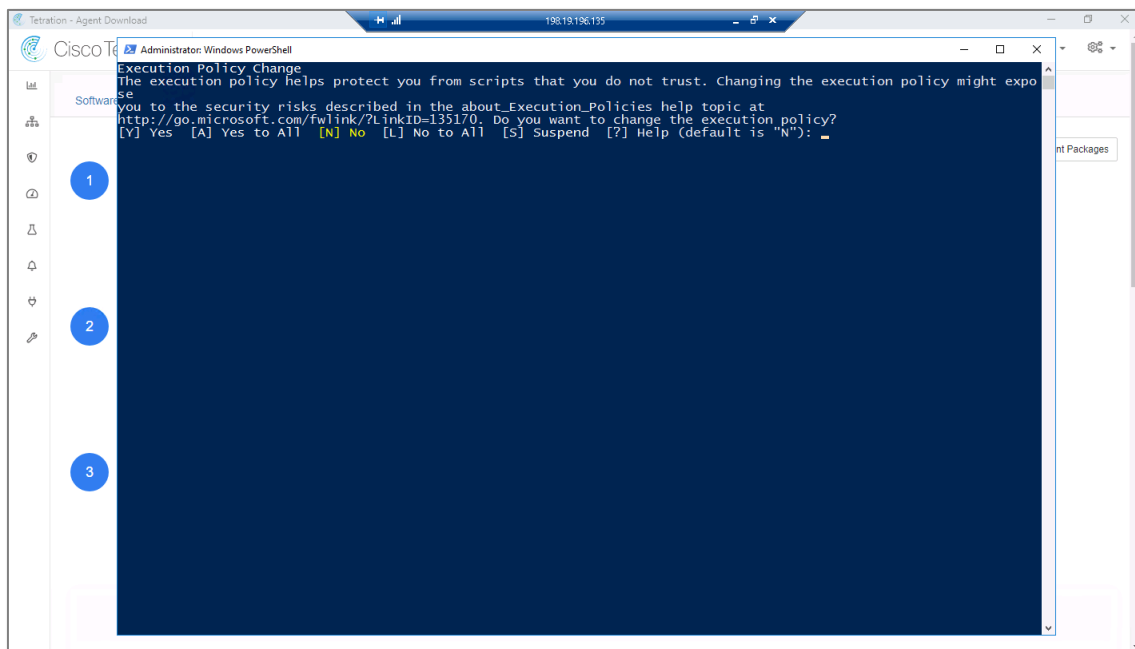 Tetration - Agent Download
198.19.196.135
Cisco Te
Administrator: Windows PowerShell
Execution Policy Change
The execution policy helps protect you from scripts that you do not trust. Changing the execution policy might expo
se
you to the security risks described in the about_Execution_Policies help topic at
http://go.microsoft.com/fwlink/?LinkID=135170. Do you want to change the execution policy?
[Y] Yes  [A] Yes to All  [N] No  [L] No to All  [S] Suspend  [?] Help (default is "N"):
Software
nt Packages
1
2
3